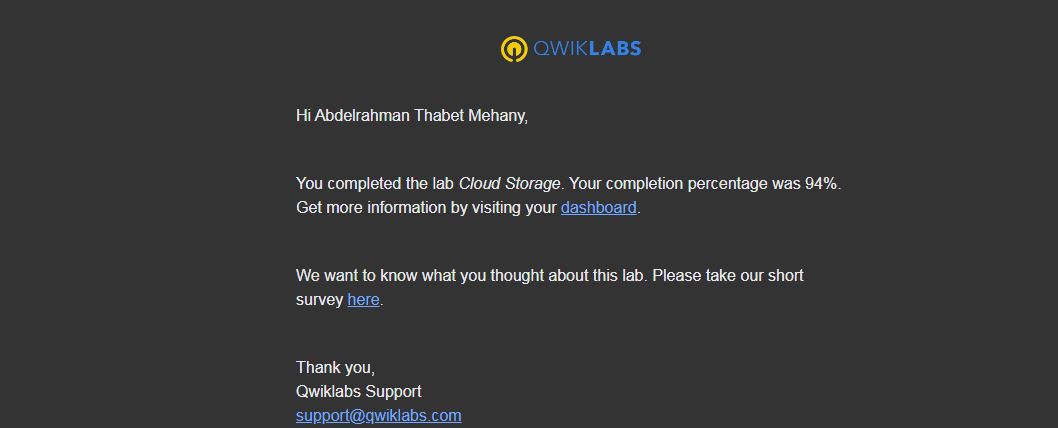 QWIKLABS
Hi Abdelrahman Thabet Mehany,
You completed the lab Cloud Storage. Your completion percentage was 94%.
Get more information by visiting your dashboard.
We want to know what you thought about this lab. Please take our short
survey here.
Thank you,
Qwiklabs Support
support@qwiklabs.com